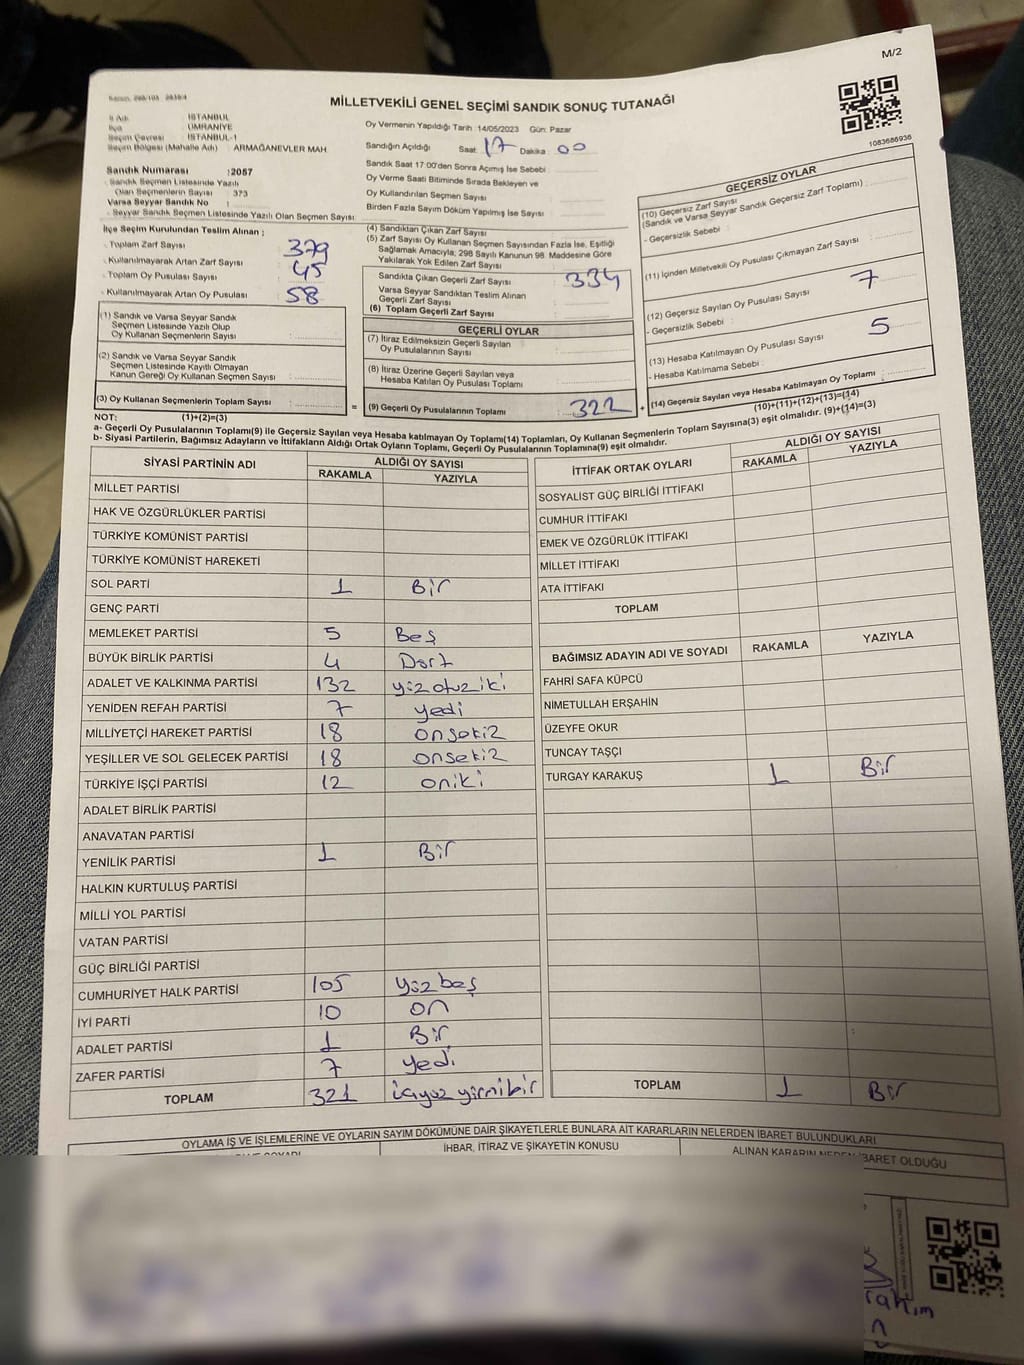 M/2
MİLLETVEKİLİ GENEL SEÇİMİ SANDIK SONUÇ TUTANAĞI
1083686936
İl Adı : İSTANBUL
İlçe : ÜMRANİYE
Seçim Çevresi : İSTANBUL-1
Seçim Bölgesi (Mahalle Adı) : ARMAĞANEVLER MAH.
Oy Vermenin Yapıldığı Tarih 14/05/2023 Gün: Pazar
Sandığın Açıldığı Saat: 17 Dakika 00
Sandık Saat 17 00'den Sonra Açımış İse Sebebi :
Oy Verme Saati Bitiminde Sırada Bekleyen ve
Oy Kullandırılan Seçmen Sayısı :
Birden Fazla Sayım Döküm Yapılmış İse Sayısı :
Sandık Numarası :2087
- Sandık Seçmen Listesinde Yazılı
Olan Seçmenlerin Sayısı : 373
Varsa Seyyar Sandık No :
- Seyyar Sandık Seçmen Listesinde Yazılı Olan Seçmen Sayısı :
İlçe Seçim Kurulundan Teslim Alınan ;
- Toplam Zarf Sayısı : 379
- Kullanılmayarak Artan Zarf Sayısı : 45
- Toplam Oy Pusulası Sayısı :
- Kullanılmayarak Artan Oy Pusulası : 58
(1) Sandık ve Varsa Seyyar Sandık
Seçmen Listesinde Yazılı Olup
Oy Kullanan Seçmenlerin Sayısı :
(2) Sandık ve Varsa Seyyar Sandık
Seçmen Listesinde Kayıtlı Olmayan
Kanun Gereği Oy Kullanan Seçmen Sayısı :
(3) Oy Kullanan Seçmenlerin Toplam Sayısı : =
(4) Sandıktan Çıkan Zarf Sayısı :
(5) Zarf Sayısı Oy Kullanan Seçmen Sayısından Fazla İse, Eşitliği
Sağlamak Amacıyla; 298 Sayılı Kanunun 98. Maddesine Göre
Yakılarak Yok Edilen Zarf Sayısı :
Sandıkta Çıkan Geçerli Zarf Sayısı : 334
Varsa Seyyar Sandıktan Teslim Alınan
Geçerli Zarf Sayısı :
(6) Toplam Geçerli Zarf Sayısı :
GEÇERLİ OYLAR
(7) İtiraz Edilmeksizin Geçerli Sayılan
Oy Pusulalarının Sayısı :
(8) İtiraz Üzerine Geçerli Sayılan veya
Hesaba Katılan Oy Pusulası Toplamı :
(9) Geçerli Oy Pusulalarının Toplamı : 322 +
GEÇERSİZ OYLAR
(10) Geçersiz Zarf Sayısı
(Sandık ve Varsa Seyyar Sandık Geçersiz Zarf Toplamı) :
- Geçersizlik Sebebi :
(11) İçinden Milletvekili Oy Pusulası Çıkmayan Zarf Sayısı :
7
(12) Geçersiz Sayılan Oy Pusulası Sayısı :
- Geçersizlik Sebebi :
5
(13) Hesaba Katılmayan Oy Pusulası Sayısı :
- Hesaba Katılmama Sebebi :
(14) Geçersiz Sayılan veya Hesaba Katılmayan Oy Toplamı :
(10)+(11)+(12)+(13)=(14)
NOT: (1)+(2)=(3)
a- Geçerli Oy Pusulalarının Toplamı(9) ile Geçersiz Sayılan veya Hesaba katılmayan Oy Toplamı(14) Toplamları, Oy Kullanan Seçmenlerin Toplam Sayısına(3) eşit olmalıdır. (9)+(14)=(3)
b- Siyasi Partilerin, Bağımsız Adayların ve İttifakların Aldığı Ortak Oyların Toplamı, Geçerli Oy Pusulalarının Toplamına(9) eşit olmalıdır.
SİYASİ PARTİNİN ADI ALDIĞI OY SAYISI
RAKAMLA YAZIYLA
MİLLET PARTİSİ
HAK VE ÖZGÜRLÜKLER PARTİSİ
TÜRKİYE KOMÜNİST PARTİSİ
TÜRKİYE KOMÜNİST HAREKETİ
SOL PARTİ 1 Bir
GENÇ PARTİ
MEMLEKET PARTİSİ 5 Beş
BÜYÜK BİRLİK PARTİSİ 4 Dört
ADALET VE KALKINMA PARTİSİ 132 yüz otuz iki
YENİDEN REFAH PARTİSİ 7 yedi
MİLLİYETÇİ HAREKET PARTİSİ 18 onsekiz
YEŞİLLER VE SOL GELECEK PARTİSİ 18 onsekiz
TÜRKİYE İŞÇİ PARTİSİ 12 oniki
ADALET BİRLİK PARTİSİ
ANAVATAN PARTİSİ
YENİLİK PARTİSİ 1 Bir
HALKIN KURTULUŞ PARTİSİ
MİLLİ YOL PARTİSİ
VATAN PARTİSİ
GÜÇ BİRLİĞİ PARTİSİ
CUMHURİYET HALK PARTİSİ 105 yüz beş
İYİ PARTİ 10 on
ADALET PARTİSİ 1 Bir
ZAFER PARTİSİ 7 yedi
TOPLAM 321 üçyüz yirmibir
İTTİFAK ORTAK OYLARI ALDIĞI OY SAYISI
RAKAMLA YAZIYLA
SOSYALİST GÜÇ BİRLİĞİ İTTİFAKI
CUMHUR İTTİFAKI
EMEK VE ÖZGÜRLÜK İTTİFAKI
MİLLET İTTİFAKI
ATA İTTİFAKI
TOPLAM
BAĞIMSIZ ADAYIN ADI VE SOYADI RAKAMLA YAZIYLA
FAHRİ SAFA KÜPCÜ
NİMETULLAH ERŞAHİN
ÜZEYFE OKUR
TUNCAY TAŞÇI
TURGAY KARAKUŞ 1 Bir
TOPLAM 1 Bir
OYLAMA İŞ VE İŞLEMLERİNE VE OYLARIN SAYIM DÖKÜMÜNE DAİR ŞİKAYETLERLE BUNLARA AİT KARARLARIN NELERDEN İBARET BULUNDUKLARI
İHBAR, İTİRAZ VE ŞİKAYETİN KONUSU
ALINAN KARARIN NEDEN İBARET OLDUĞU